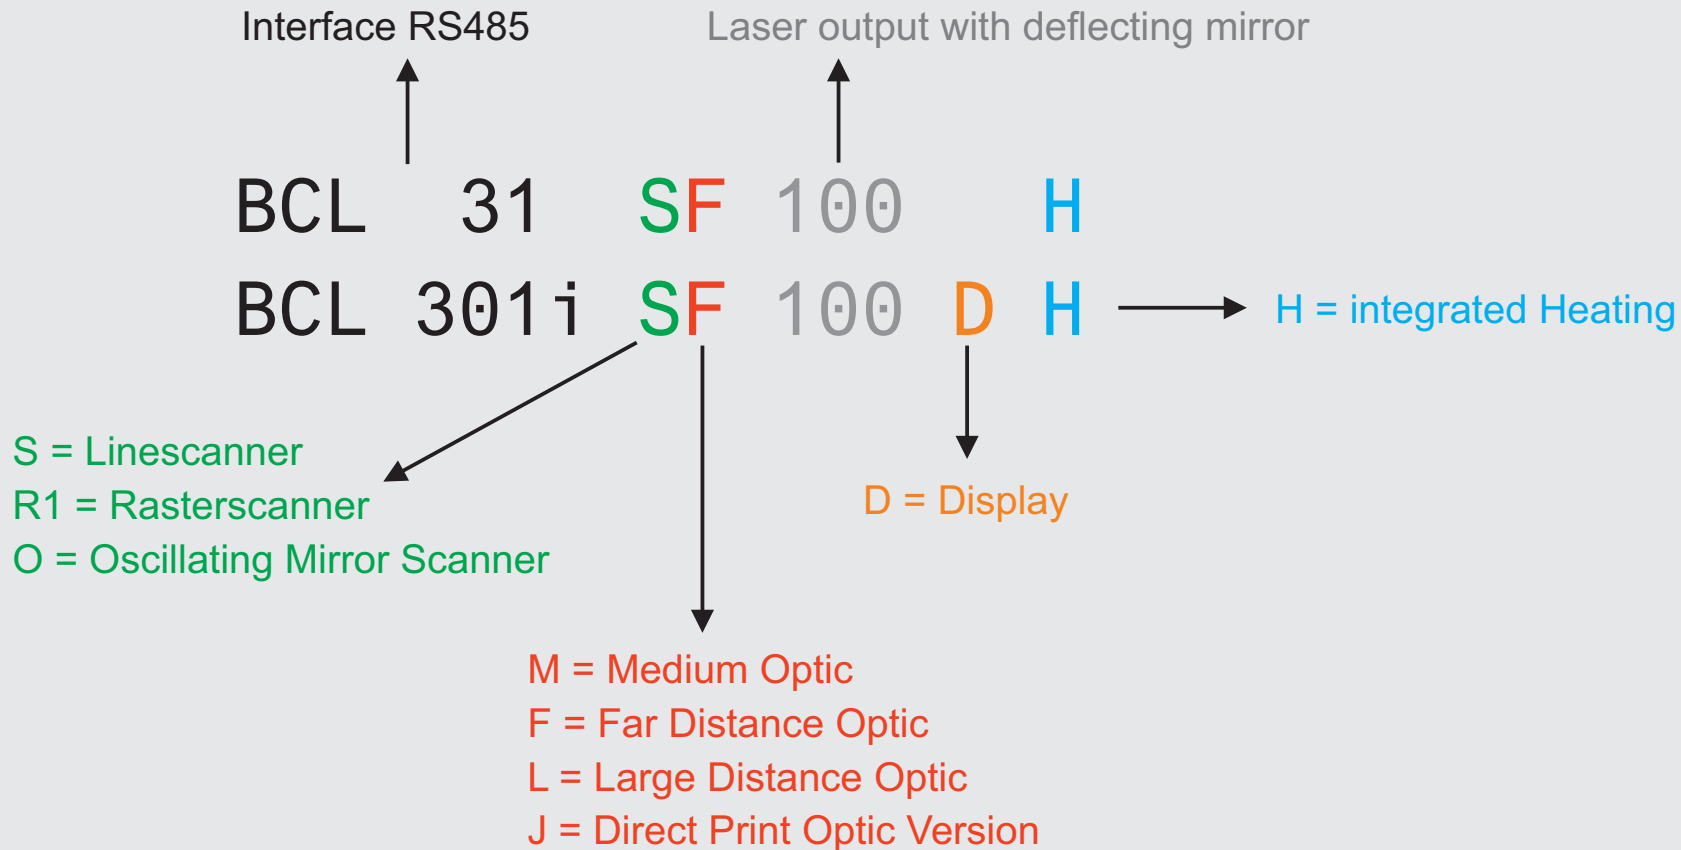 Interface RS485
Laser output with deflecting mirror
BCL 31 SF 100 H
BCL 301i SF 100 D H
H = integrated Heating
S = Linescanner
R1 = Rasterscanner
O = Oscillating Mirror Scanner
D = Display
M = Medium Optic
F = Far Distance Optic
L = Large Distance Optic
J = Direct Print Optic Version